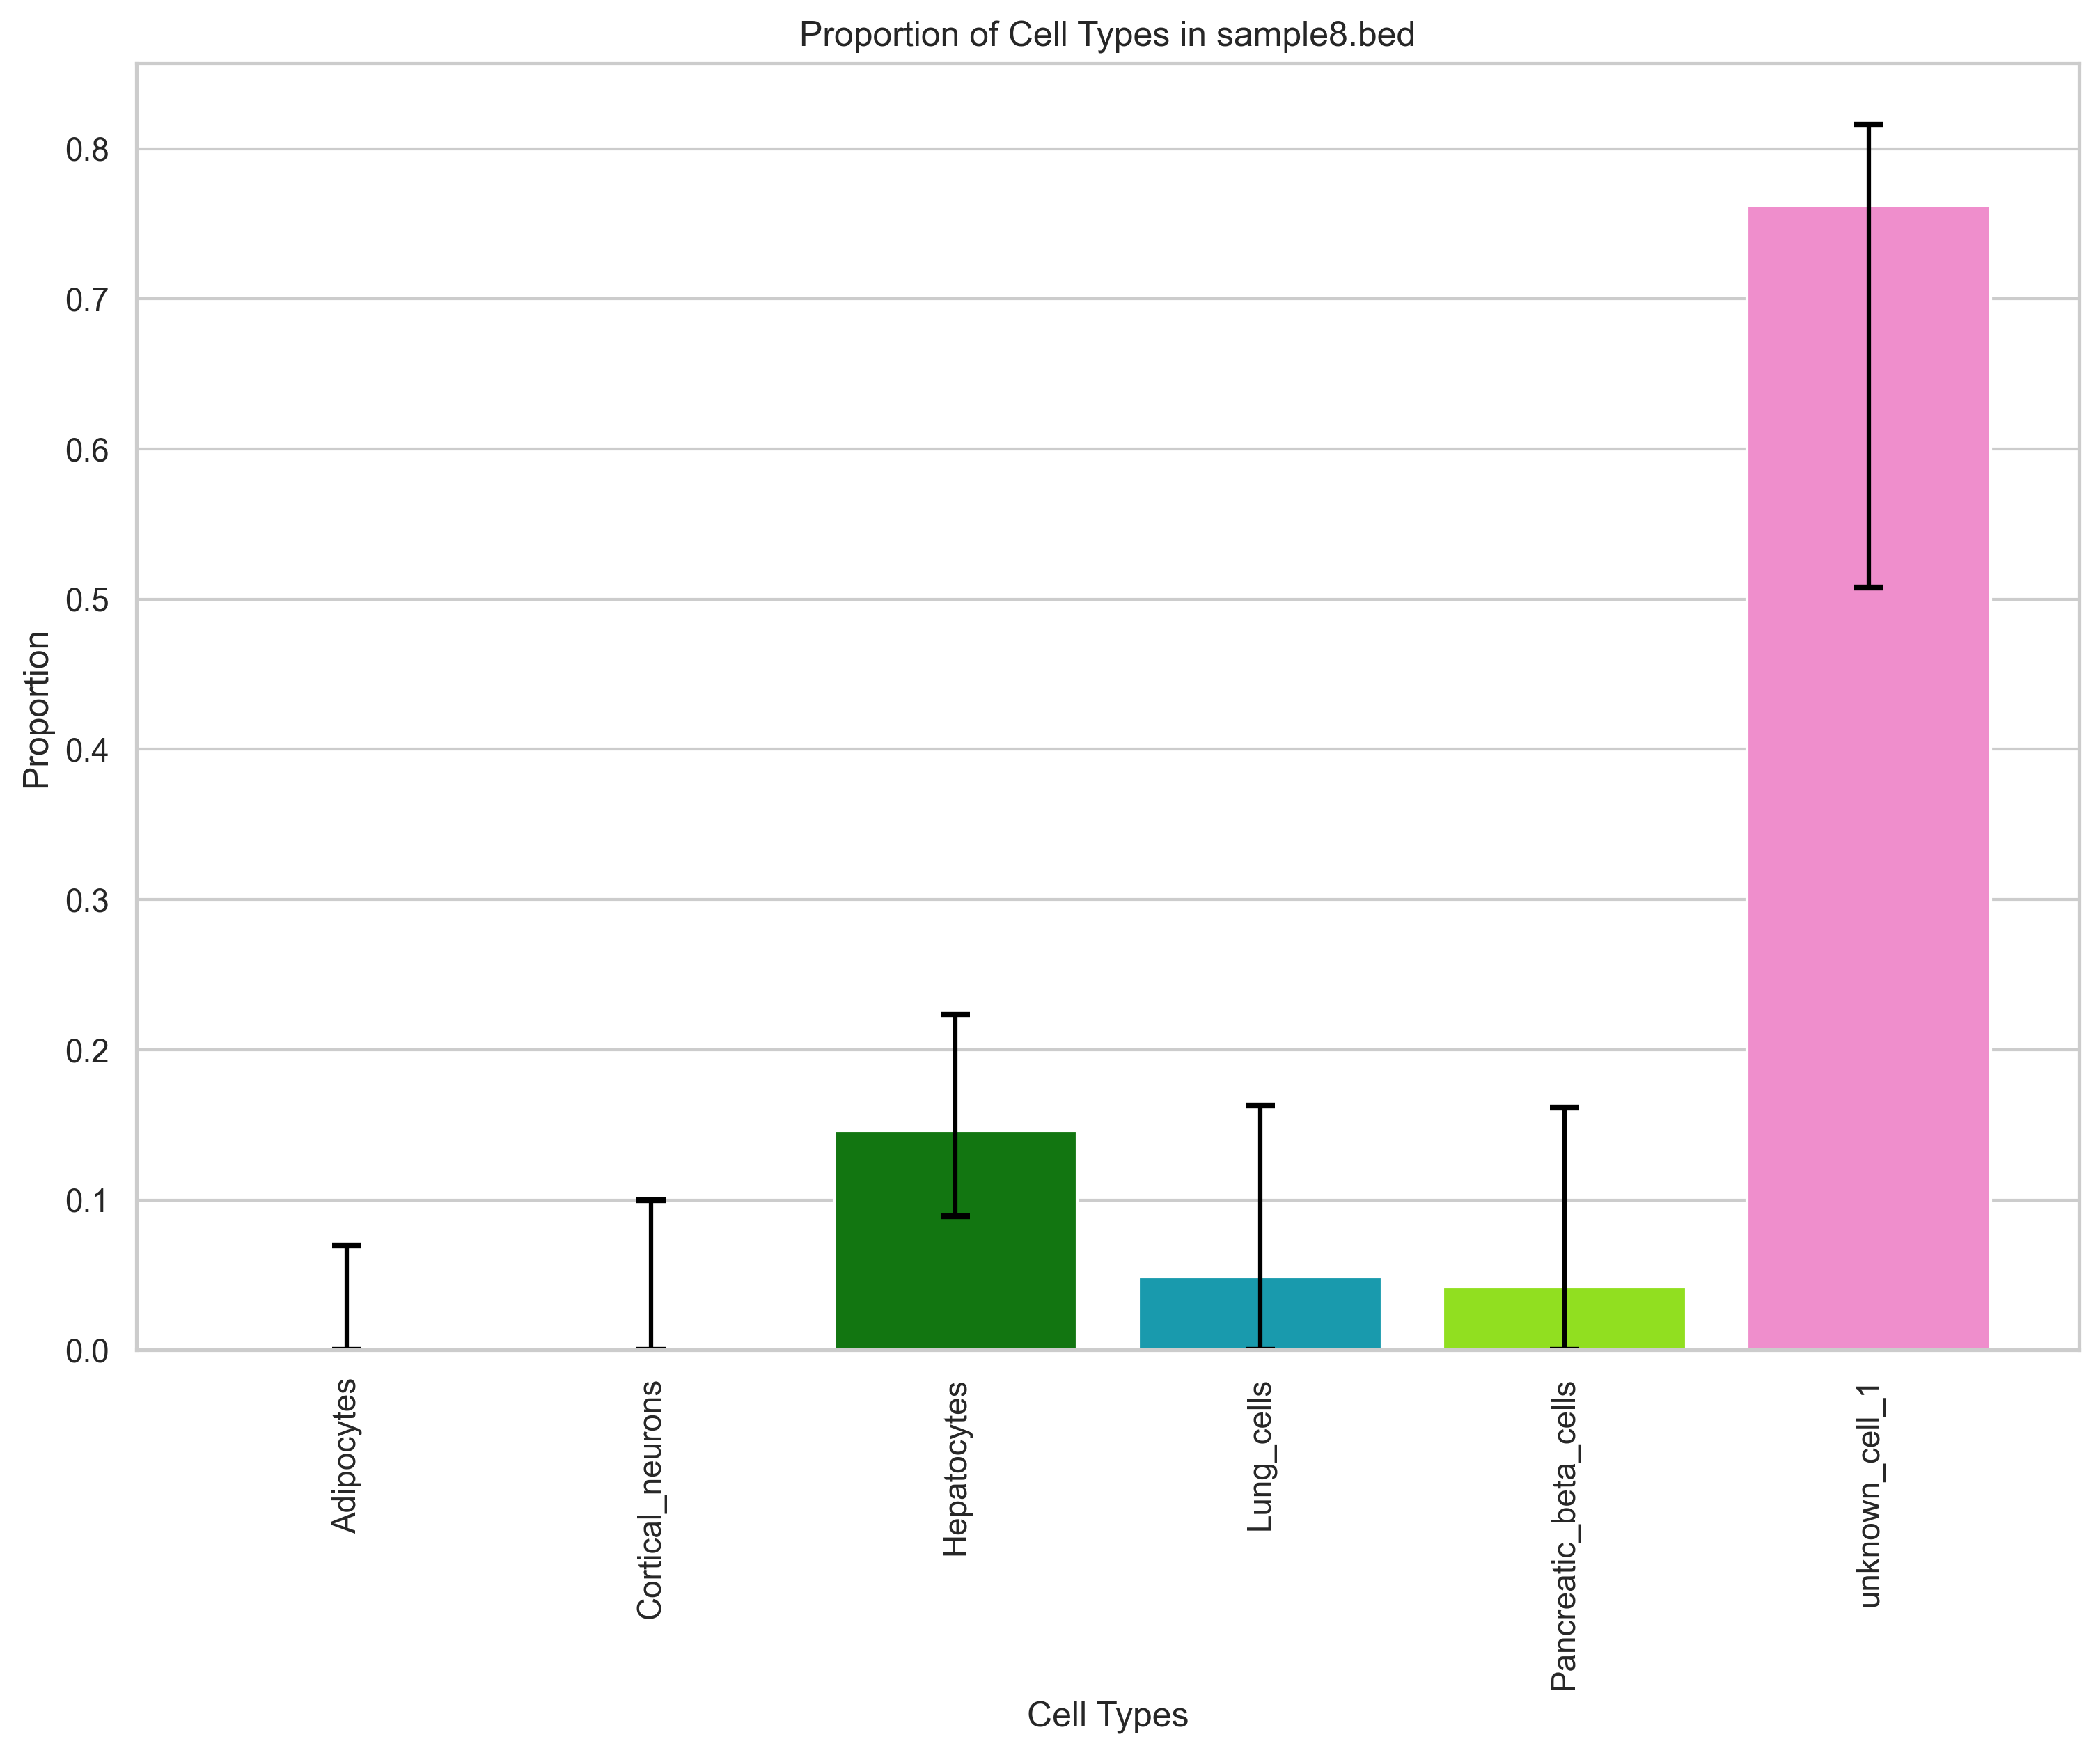 Proportion of Cell Types in sample8.bed
Proportion
0.8
0.7
0.6
0.5
0.4
0.3
0.2
0.1
0.0
Adipocytes
Cortical_neurons
Hepatocytes
Lung_cells
Pancreatic_beta_cells
unknown_cell_1
Cell Types